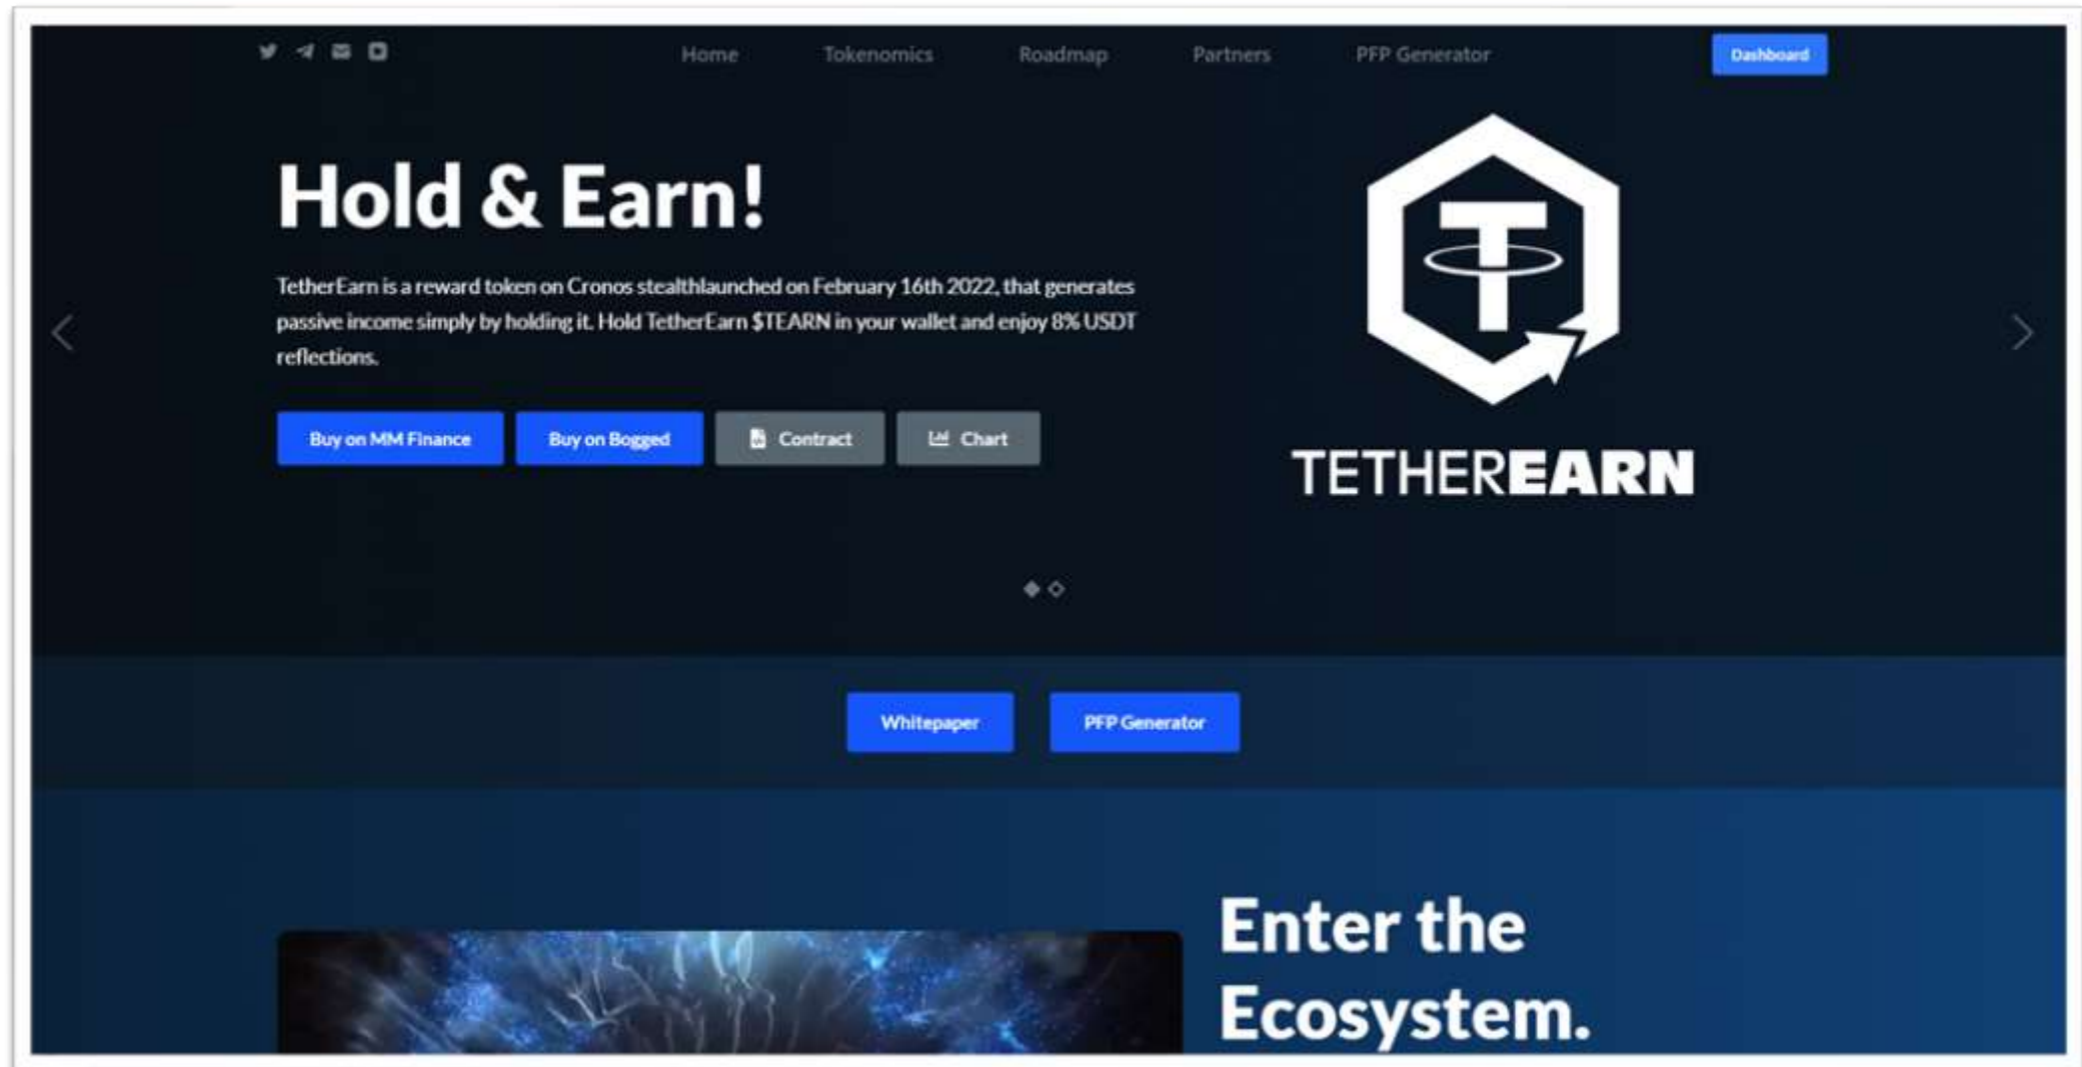 Home Tokenomics Roadmap Partners PFP Generator Dashboard
Hold & Earn!
TetherEarn is a reward token on Cronos stealthlaunched on February 16th 2022, that generates
passive income simply by holding it. Hold TetherEarn $TEARN in your wallet and enjoy 8% USDT
reflections.
Buy on MM Finance Buy on Bogged Contract Chart
TETHEREARN
Whitepaper PFP Generator
Enter the
Ecosystem.